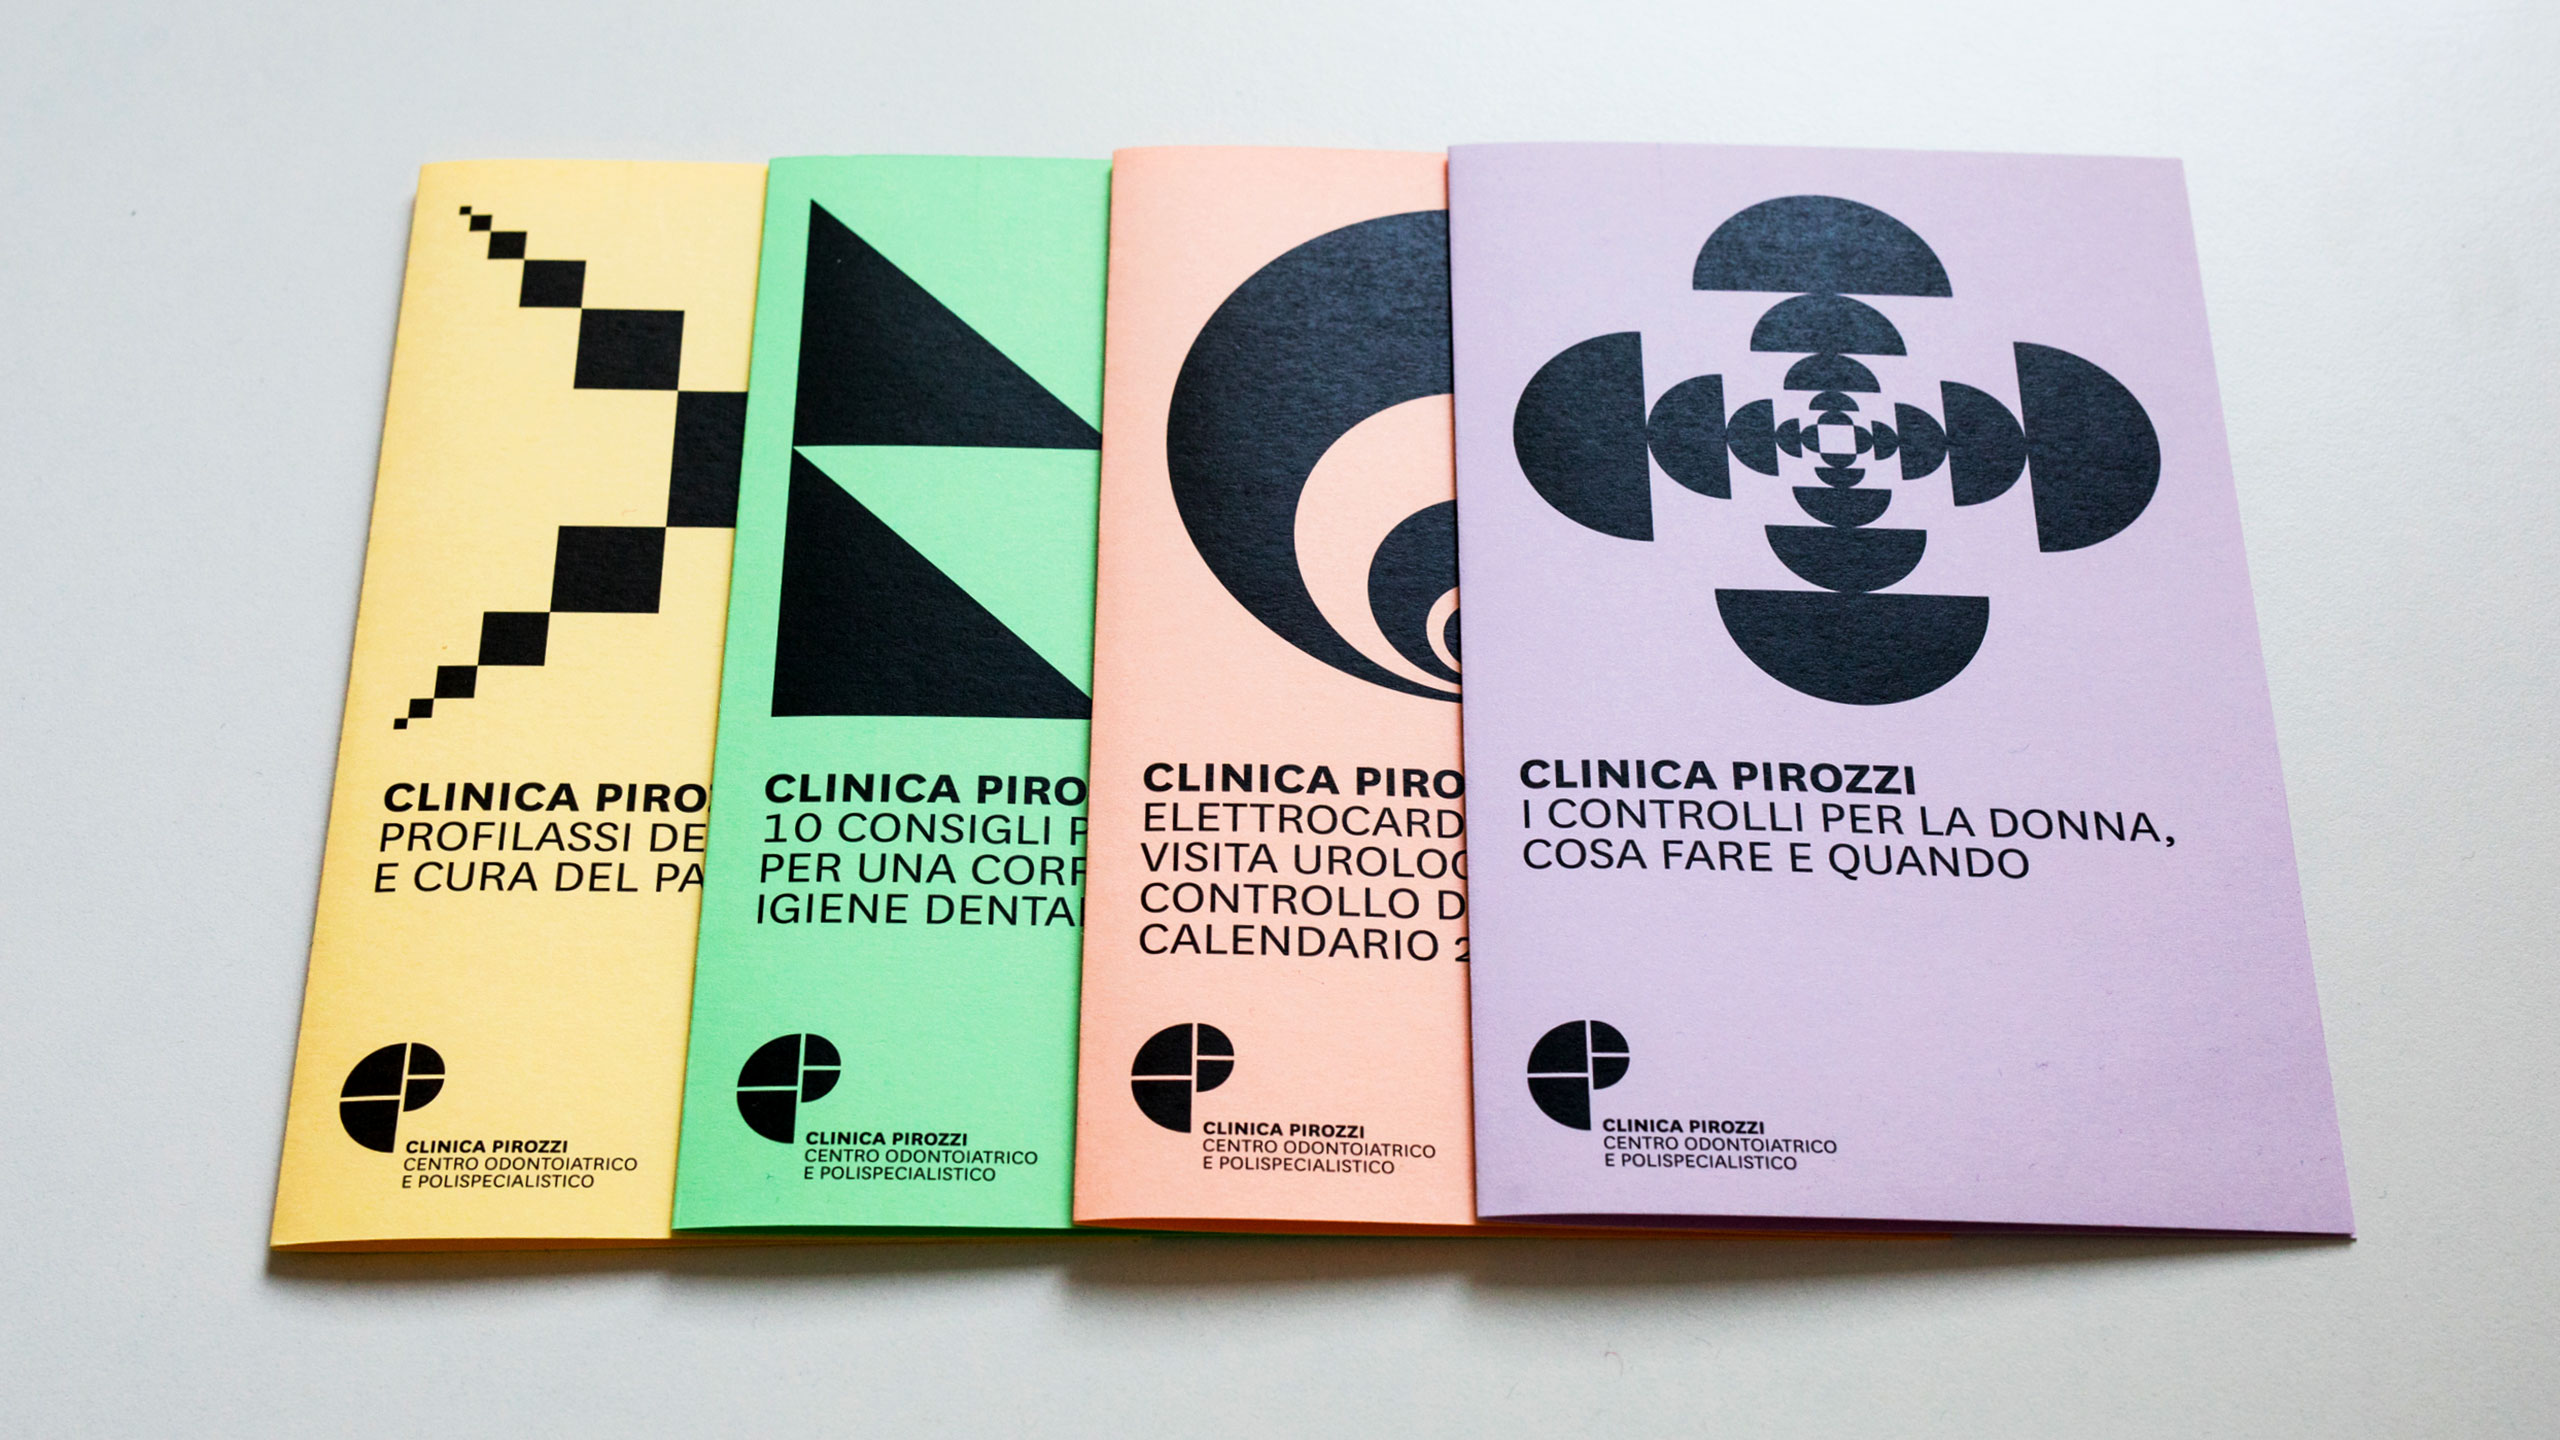 CLINICA PIRO
PROFILASSI DE
E CURA DEL PA
CLINICA PIROZZI
CENTRO ODONTOIATRICO
E POLISPECIALISTICO
CLINICA PIRO
10 CONSIGLI P
PER UNA COR
IGIENE DENTA
CLINICA PIROZZI
CENTRO ODONTOIATRICO
E POLISPECIALISTICO
CLINICA PIRO
ELETTROCARD
VISITA UROLO
CONTROLLO D
CALENDARIO 2
CLINICA PIROZZI
CENTRO ODONTOIATRICO
E POLISPECIALISTICO
CLINICA PIROZZI
I CONTROLLI PER LA DONNA,
COSA FARE E QUANDO
CLINICA PIROZZI
CENTRO ODONTOIATRICO
E POLISPECIALISTICO